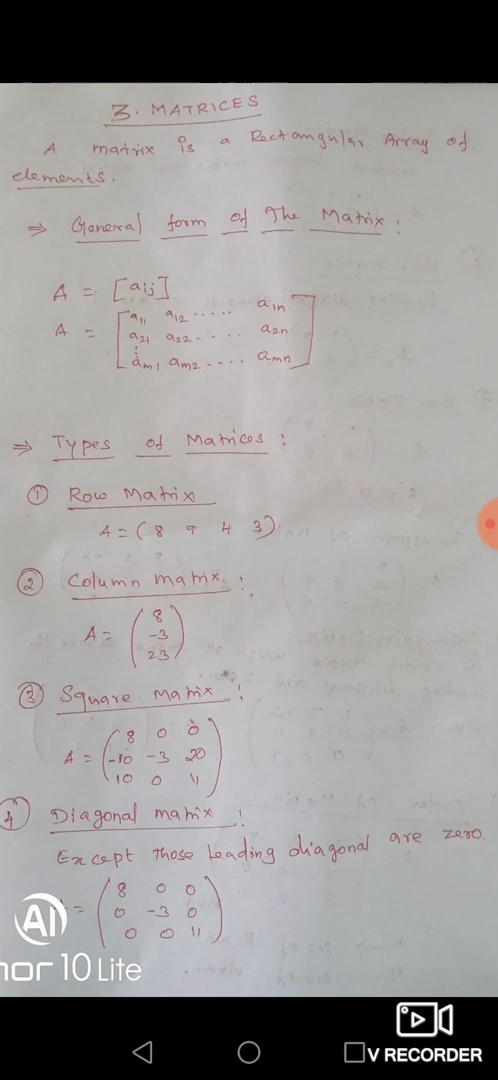 3. MATRICES
A matrix is a Rectangular Array of
elements.
⇒ General form of The Matrix :
A = [aij]
A = [a11 a12 ..... a1n
a21 a22 .... a2n
⋮
am1 am2 .... amn]
⇒ Types of Matrices :
① Row Matrix
A = ( 8 9 4 3 )
② Column matrix :
A = ( 8
-3
23 )
③ Square Matrix :
A = ( 8 0 0
-10 -3 20
10 0 11 )
④ Diagonal matrix :
Except those Leading diagonal are zero.
= ( 8 0 0
0 -3 0
0 0 11 )
AI
nor 10 Lite
V RECORDER